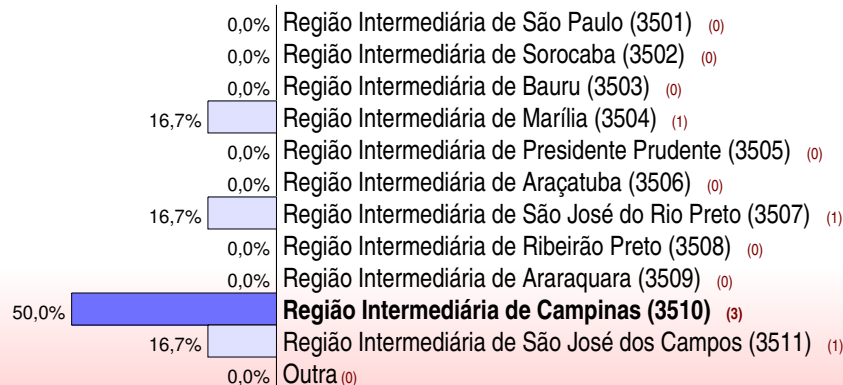 0,0% Região Intermediária de São Paulo (3501) (0)
0,0% Região Intermediária de Sorocaba (3502) (0)
0,0% Região Intermediária de Bauru (3503) (0)
16,7% Região Intermediária de Marília (3504) (1)
0,0% Região Intermediária de Presidente Prudente (3505) (0)
0,0% Região Intermediária de Araçatuba (3506) (0)
16,7% Região Intermediária de São José do Rio Preto (3507) (1)
0,0% Região Intermediária de Ribeirão Preto (3508) (0)
0,0% Região Intermediária de Araraquara (3509) (0)
50,0% Região Intermediária de Campinas (3510) (3)
16,7% Região Intermediária de São José dos Campos (3511) (1)
0,0% Outra (0)